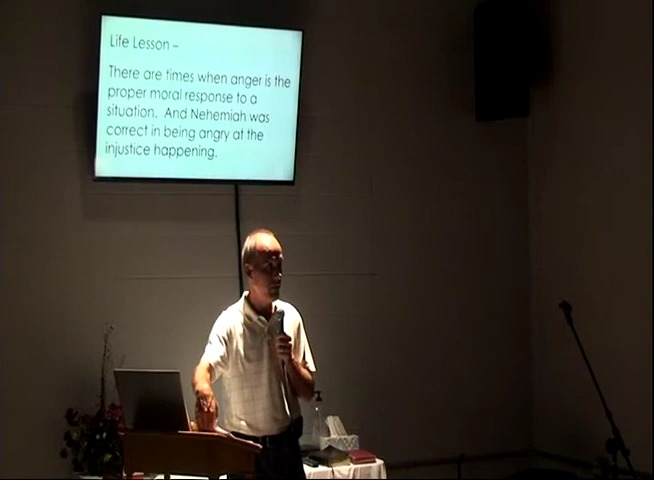 Life Lesson –
There are times when anger is the
proper moral response to a
situation. And Nehemiah was
correct in being angry at the
injustice happening.